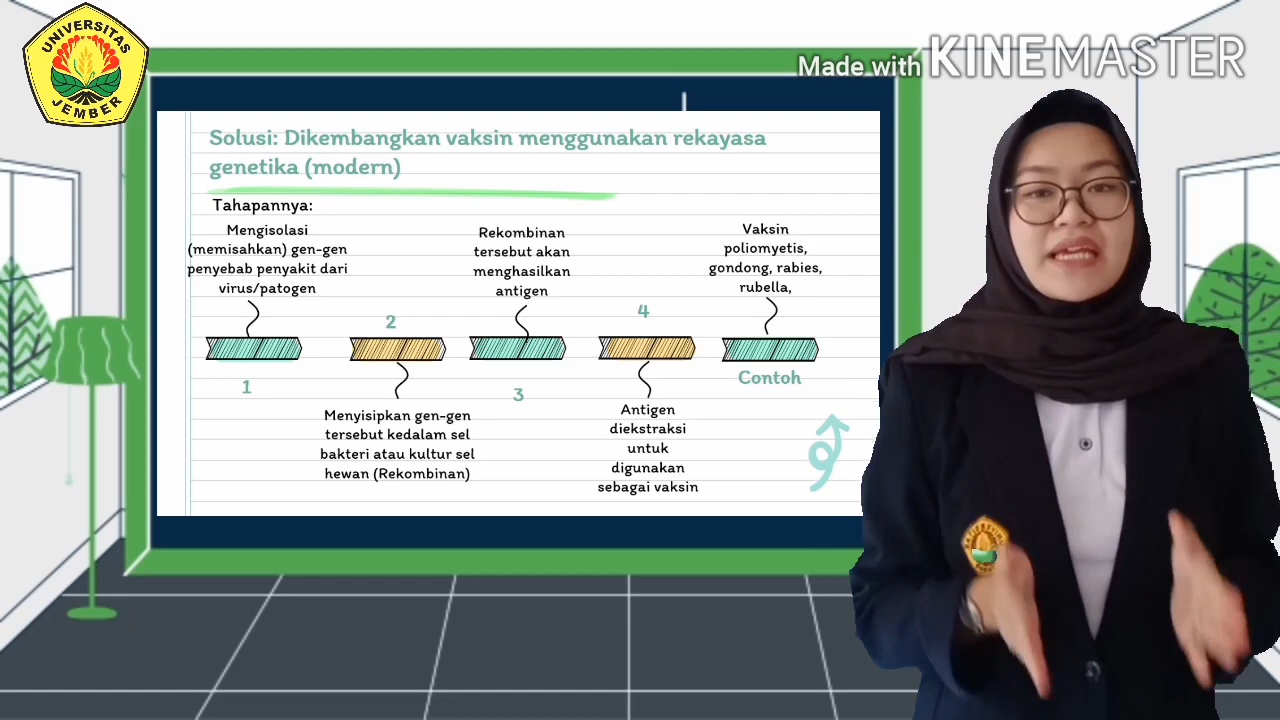 UNIVERSITAS
JEMBER
Made with KINEMASTER
Solusi: Dikembangkan vaksin menggunakan rekayasa
genetika (modern)
Tahapannya:
Mengisolasi
(memisahkan) gen-gen
penyebab penyakit dari
virus/patogen
1
2
Menyisipkan gen-gen
tersebut kedalam sel
bakteri atau kultur sel
hewan (Rekombinan)
Rekombinan
tersebut akan
menghasilkan
antigen
3
4
Antigen
diekstraksi
untuk
digunakan
sebagai vaksin
Vaksin
poliomyetis,
gondong, rabies,
rubella,
Contoh